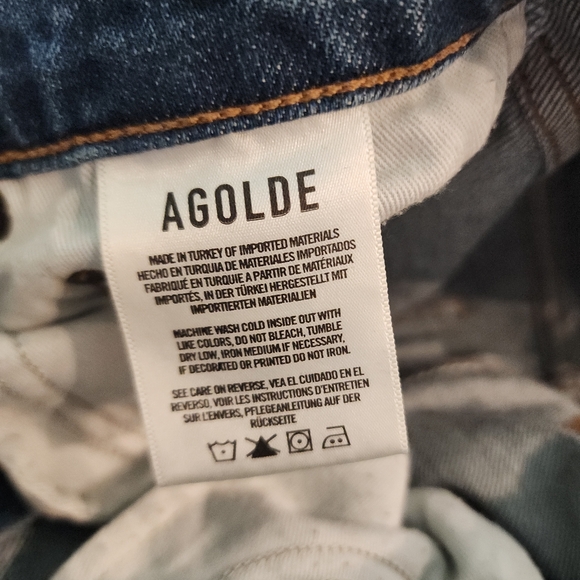 AGOLDE
MADE IN TURKEY OF IMPORTED MATERIALS
HECHO EN TURQUIA DE MATERIALES IMPORTADOS
FABRIQUÉ EN TURQUIE A PARTIR DE MATÉRIAUX
IMPORTÉS, IN DER TÜRKEI HERGESTELLT MIT
IMPORTIERTEN MATERIALIEN
MACHINE WASH COLD INSIDE OUT WITH
LIKE COLORS, DO NOT BLEACH, TUMBLE
DRY LOW, IRON MEDIUM IF NECESSARY,
IF DECORATED OR PRINTED DO NOT IRON.
SEE CARE ON REVERSE, VEA EL CUIDADO EN EL
REVERSO, VOIR LES INSTRUCTIONS D'ENTRETIEN
SUR L'ENVERS, PFLEGEANLEITUNG AUF DER
RÜCKSEITE